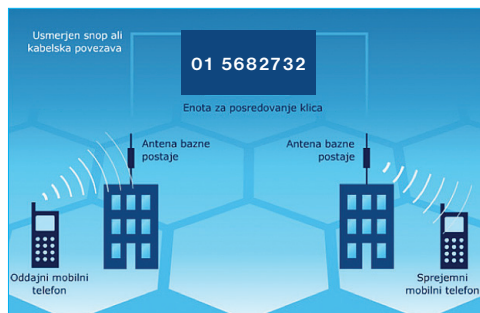 Usmerjen snop ali
kabelska povezava
01 5682732
Enota za posredovanje klica
Antena bazne
postaje
Antena bazne
postaje
Oddajni mobilni
telefon
Sprejemni
mobilni telefon